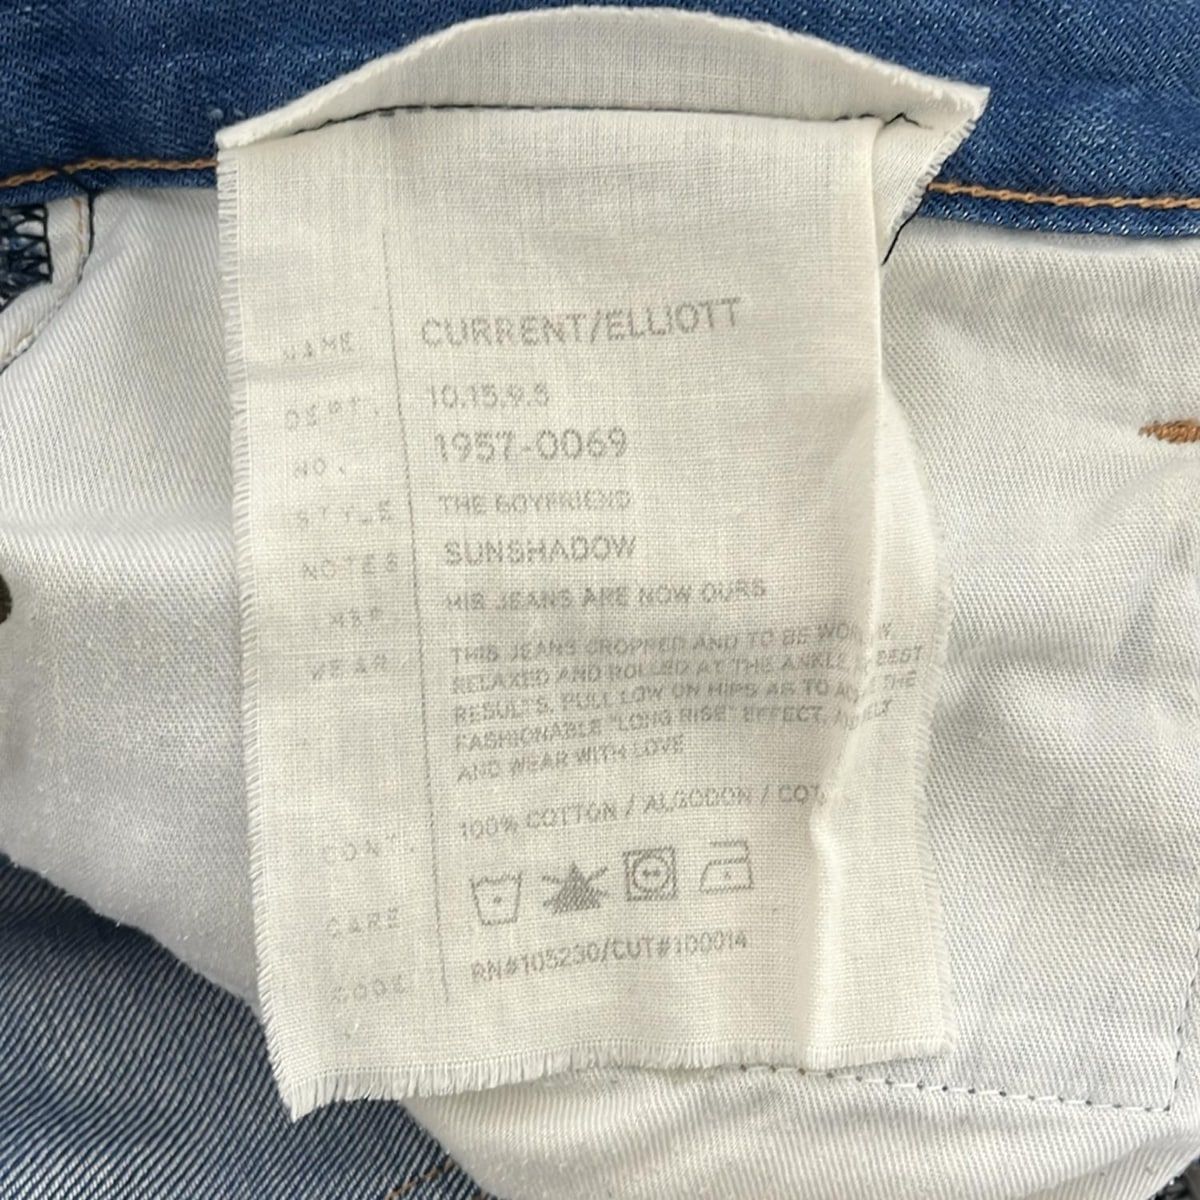 NAME CURRENT/ELLIOTT
DEPT. 10.15.9.5
NO. 1957-0069
STYLE THE BOYFRIEND
NOTES SUNSHADOW
HIS JEANS ARE NOW OURS
WEAR THIS JEANS CROPPED AND TO BE
RELAXED AND ROLLED AT THE ANKLE BEST
RESULTS, PULL LOW ON HIPS AS TO THE
FASHIONABLE "LONG RISE" EFFECT,
AND WEAR WITH LOVE
CONT. 100% COTTON / ALGODON /
CARE
CODE RN#105230/CUT#100014